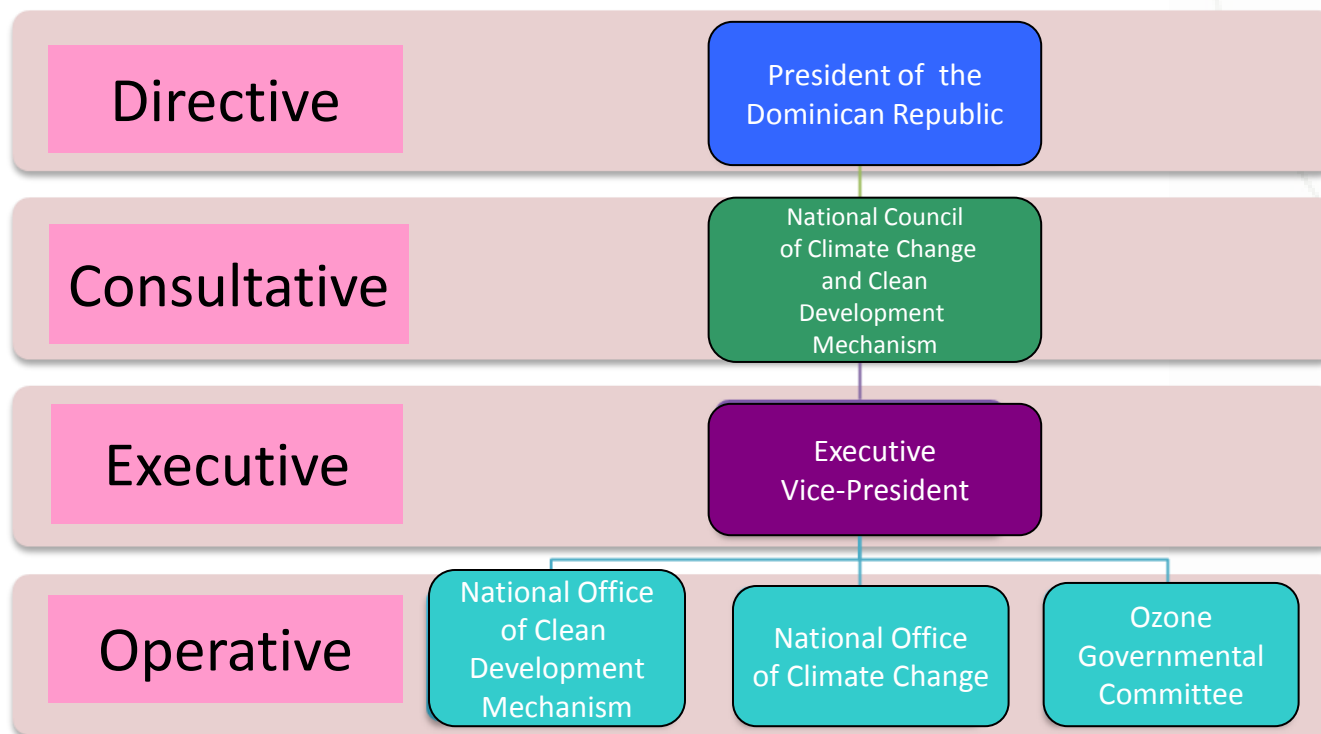 Directive
President of the
Dominican Republic
Consultative
National Council
of Climate Change
and Clean
Development
Mechanism
Executive
Executive
Vice-President
Operative
National Office
of Clean
Development
Mechanism
National Office
of Climate Change
Ozone
Governmental
Committee